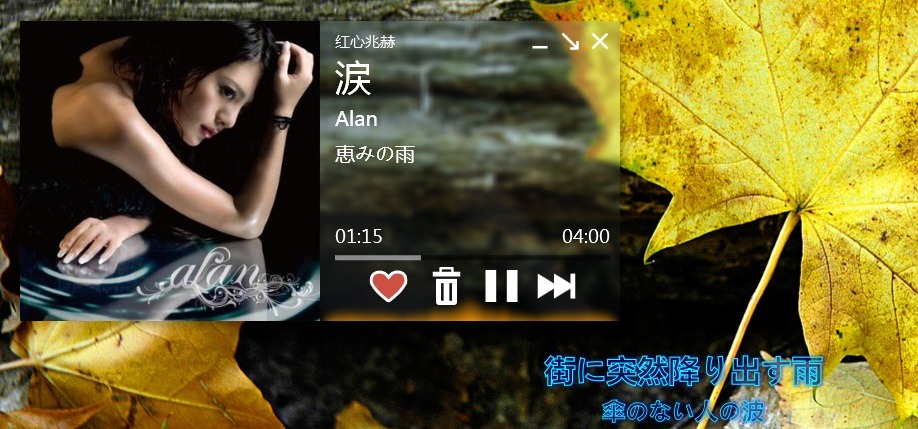 红心兆赫
涙
Alan
恵みの雨
01:15 04:00
alan
街に突然降り出す雨
傘のない人の波